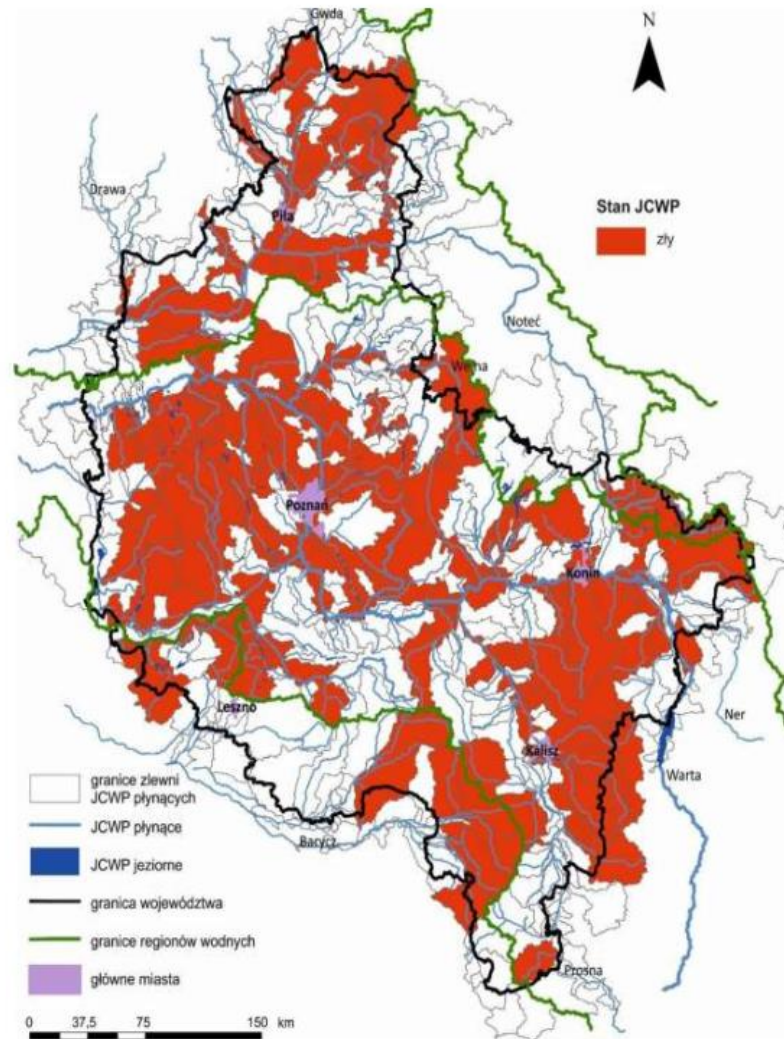 Gwda
N
Drawa
Stan JCWP
zły
Piła
Noteć
Wełna
Poznań
Konin
Leszno
Kalisz
Ner
Warta
Barycz
Prosna
granice zlewni
JCWP płynących
JCWP płynące
JCWP jeziorne
granica województwa
granice regionów wodnych
główne miasta
0 37,5 75 150 km